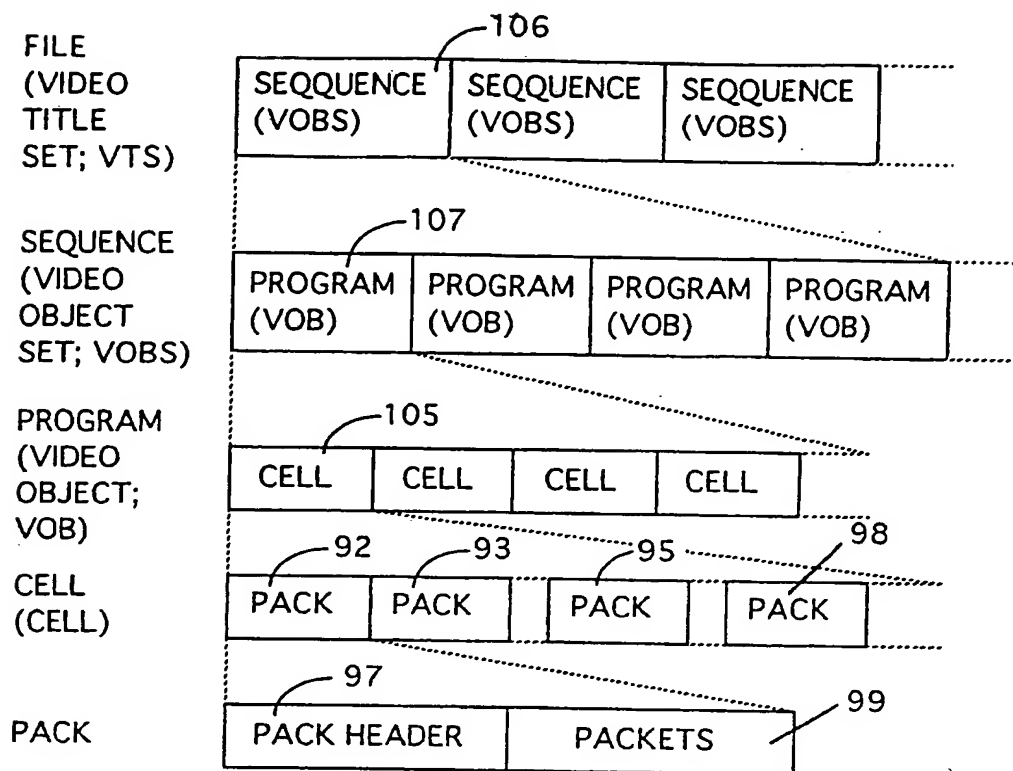 FILE
(VIDEO
TITLE
SET; VTS)
106
SEQQUENCE
(VOBS)
SEQQUENCE
(VOBS)
SEQQUENCE
(VOBS)
SEQUENCE
(VIDEO
OBJECT
SET; VOBS)
107
PROGRAM
(VOB)
PROGRAM
(VOB)
PROGRAM
(VOB)
PROGRAM
(VOB)
PROGRAM
(VIDEO
OBJECT;
VOB)
105
CELL
CELL
CELL
CELL
CELL
(CELL)
92
93
95
98
PACK
PACK
PACK
PACK
PACK
97
99
PACK HEADER
PACKETS